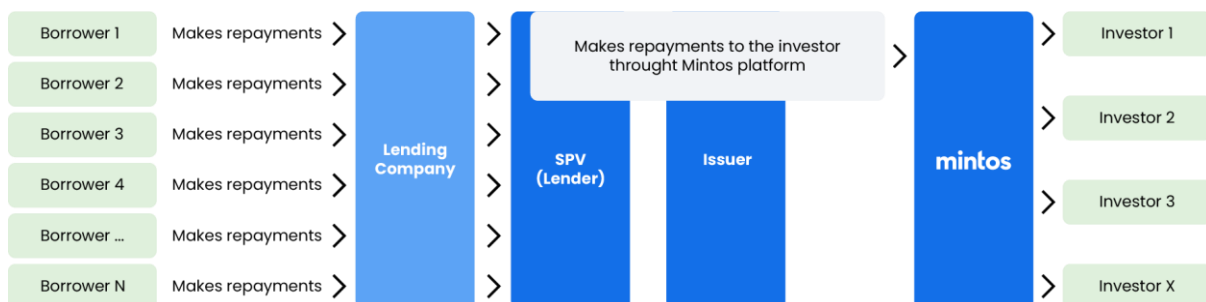 Borrower 1
Makes repayments
Borrower 2
Makes repayments
Borrower 3
Makes repayments
Borrower 4
Makes repayments
Borrower ...
Makes repayments
Borrower N
Makes repayments
Lending
Company
SPV
(Lender)
Issuer
Makes repayments to the investor
throught Mintos platform
mintos
Investor 1
Investor 2
Investor 3
Investor X